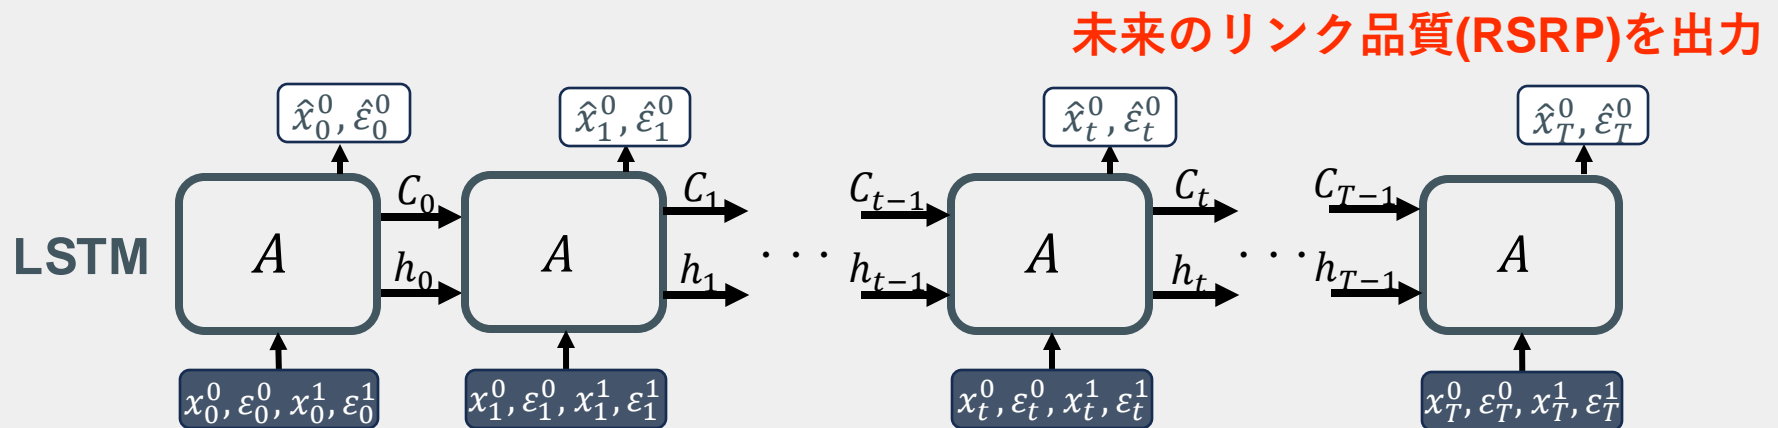 未来のリンク品質(RSRP)を出力
x̂₀⁰, ε̂₀⁰
x̂₁⁰, ε̂₁⁰
x̂ₜ⁰, ε̂ₜ⁰
x̂_T⁰, ε̂_T⁰
LSTM
A
C₀
h₀
A
C₁
h₁
· · ·
Cₜ₋₁
hₜ₋₁
A
Cₜ
hₜ
· · ·
C_{T−1}
h_{T−1}
A
x₀⁰, ε₀⁰, x₀¹, ε₀¹
x₁⁰, ε₁⁰, x₁¹, ε₁¹
xₜ⁰, εₜ⁰, xₜ¹, εₜ¹
x_T⁰, ε_T⁰, x_T¹, ε_T¹